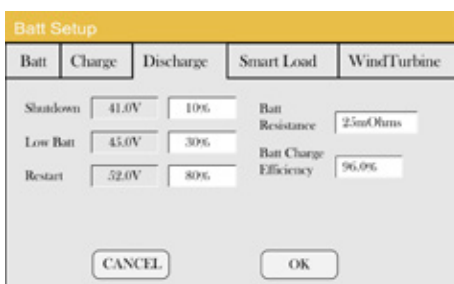 Batt Setup
Batt Charge Discharge Smart Load WindTurbine
Shutdown 41.0V 10%
Low Batt 45.0V 30%
Restart 52.0V 80%
Batt
Resistance 25mOhms
Batt Charge
Efficiency 96.0%
CANCEL OK